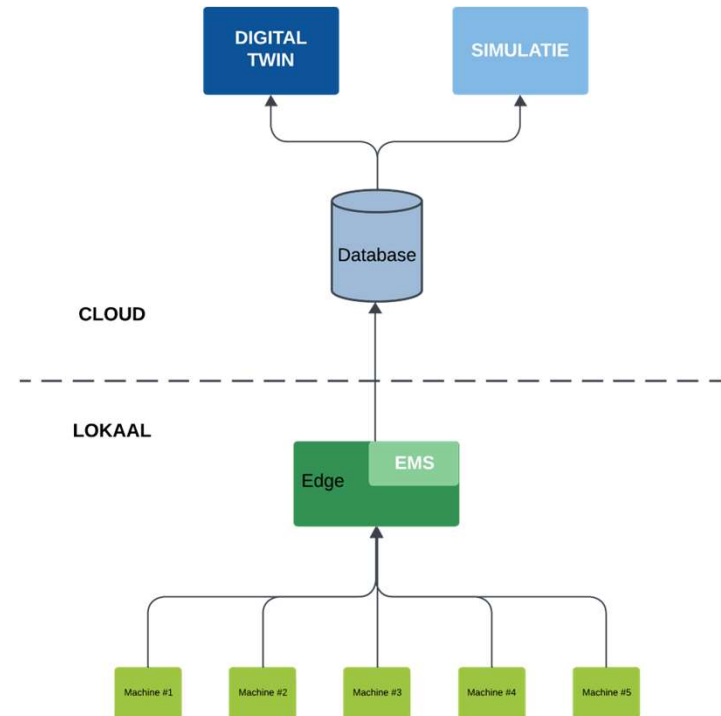 DIGITAL
TWIN
SIMULATIE
Database
CLOUD
LOKAAL
EMS
Edge
Machine #1
Machine #2
Machine #3
Machine #4
Machine #5